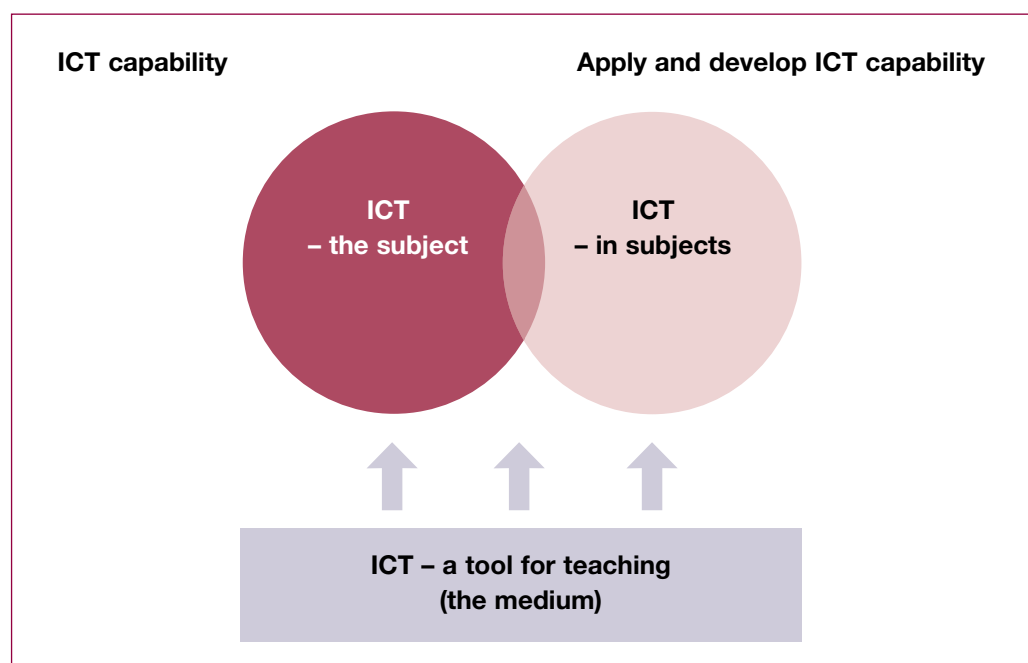 ICT capability
Apply and develop ICT capability
ICT
– the subject
ICT
– in subjects
ICT – a tool for teaching
(the medium)